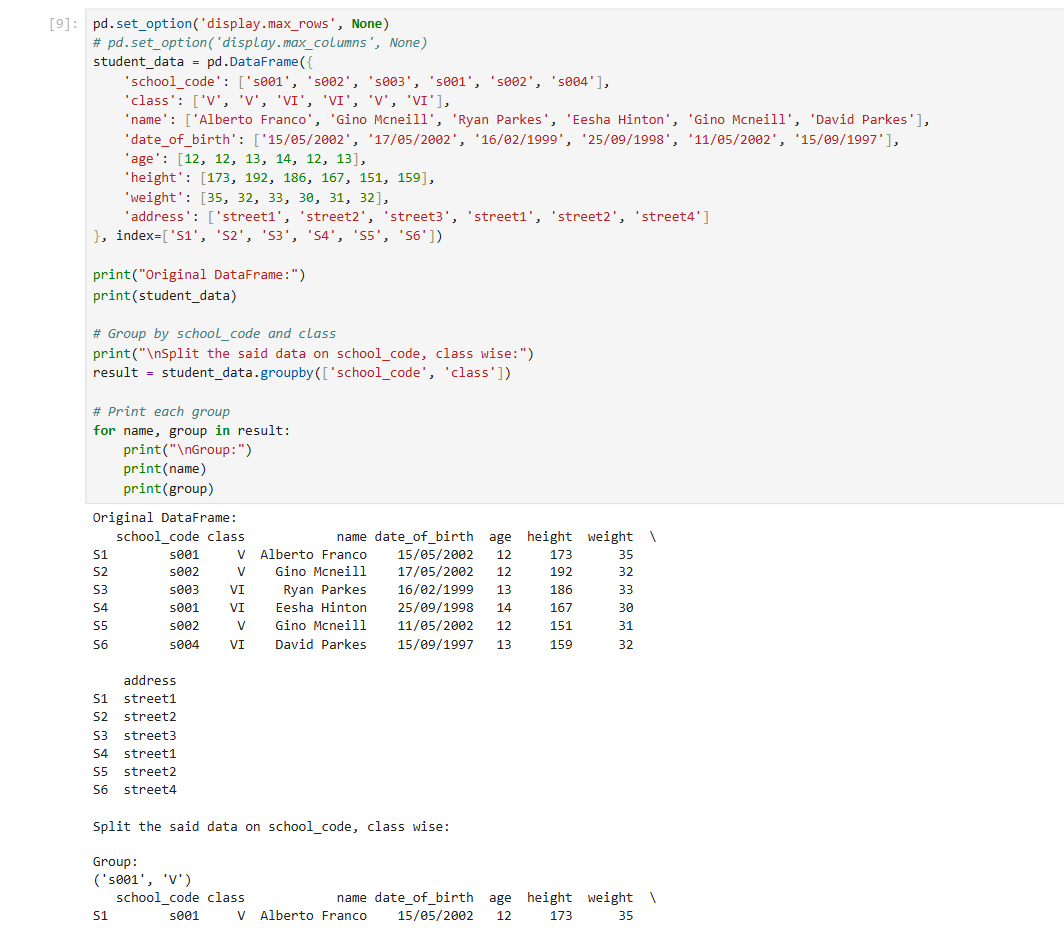 [9]: pd.set_option('display.max_rows', None)
# pd.set_option('display.max_columns', None)
student_data = pd.DataFrame({
    'school_code': ['s001', 's002', 's003', 's001', 's002', 's004'],
    'class': ['V', 'V', 'VI', 'VI', 'V', 'VI'],
    'name': ['Alberto Franco', 'Gino Mcneill', 'Ryan Parkes', 'Eesha Hinton', 'Gino Mcneill', 'David Parkes'],
    'date_of_birth': ['15/05/2002', '17/05/2002', '16/02/1999', '25/09/1998', '11/05/2002', '15/09/1997'],
    'age': [12, 12, 13, 14, 12, 13],
    'height': [173, 192, 186, 167, 151, 159],
    'weight': [35, 32, 33, 30, 31, 32],
    'address': ['street1', 'street2', 'street3', 'street1', 'street2', 'street4']
}, index=['S1', 'S2', 'S3', 'S4', 'S5', 'S6'])

print("Original DataFrame:")
print(student_data)

# Group by school_code and class
print("\nSplit the said data on school_code, class wise:")
result = student_data.groupby(['school_code', 'class'])

# Print each group
for name, group in result:
    print("\nGroup:")
    print(name)
    print(group)
Original DataFrame:
   school_code class            name date_of_birth  age  height  weight  \
S1        s001     V  Alberto Franco    15/05/2002   12     173      35
S2        s002     V    Gino Mcneill    17/05/2002   12     192      32
S3        s003    VI     Ryan Parkes    16/02/1999   13     186      33
S4        s001    VI    Eesha Hinton    25/09/1998   14     167      30
S5        s002     V    Gino Mcneill    11/05/2002   12     151      31
S6        s004    VI    David Parkes    15/09/1997   13     159      32

    address
S1  street1
S2  street2
S3  street3
S4  street1
S5  street2
S6  street4

Split the said data on school_code, class wise:

Group:
('s001', 'V')
   school_code class            name date_of_birth  age  height  weight  \
S1        s001     V  Alberto Franco    15/05/2002   12     173      35